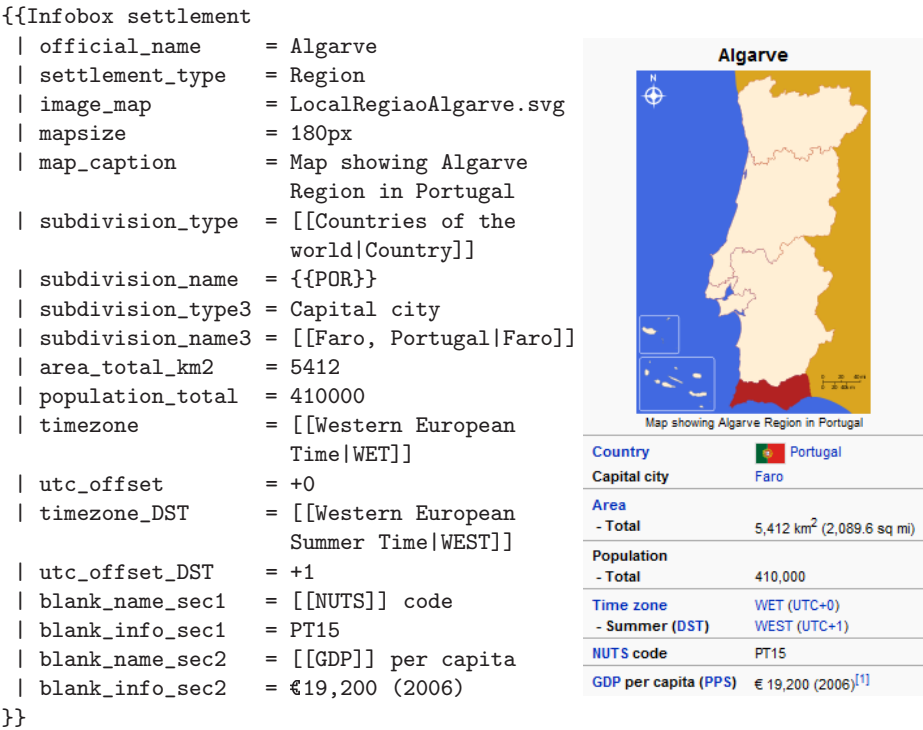 {{Infobox settlement
| official_name = Algarve
| settlement_type = Region
| image_map = LocalRegiaoAlgarve.svg
| mapsize = 180px
| map_caption = Map showing Algarve
Region in Portugal
| subdivision_type = [[Countries of the
world|Country]]
| subdivision_name = {{POR}}
| subdivision_type3 = Capital city
| subdivision_name3 = [[Faro, Portugal|Faro]]
| area_total_km2 = 5412
| population_total = 410000
| timezone = [[Western European
Time|WET]]
| utc_offset = +0
| timezone_DST = [[Western European
Summer Time|WEST]]
| utc_offset_DST = +1
| blank_name_sec1 = [[NUTS]] code
| blank_info_sec1 = PT15
| blank_name_sec2 = [[GDP]] per capita
| blank_info_sec2 = €19,200 (2006)
}}
Algarve
N
Map showing Algarve Region in Portugal
Country Portugal
Capital city Faro
Area
- Total 5,412 km² (2,089.6 sq mi)
Population
- Total 410,000
Time zone WET (UTC+0)
- Summer (DST) WEST (UTC+1)
NUTS code PT15
GDP per capita (PPS) € 19,200 (2006)[1]